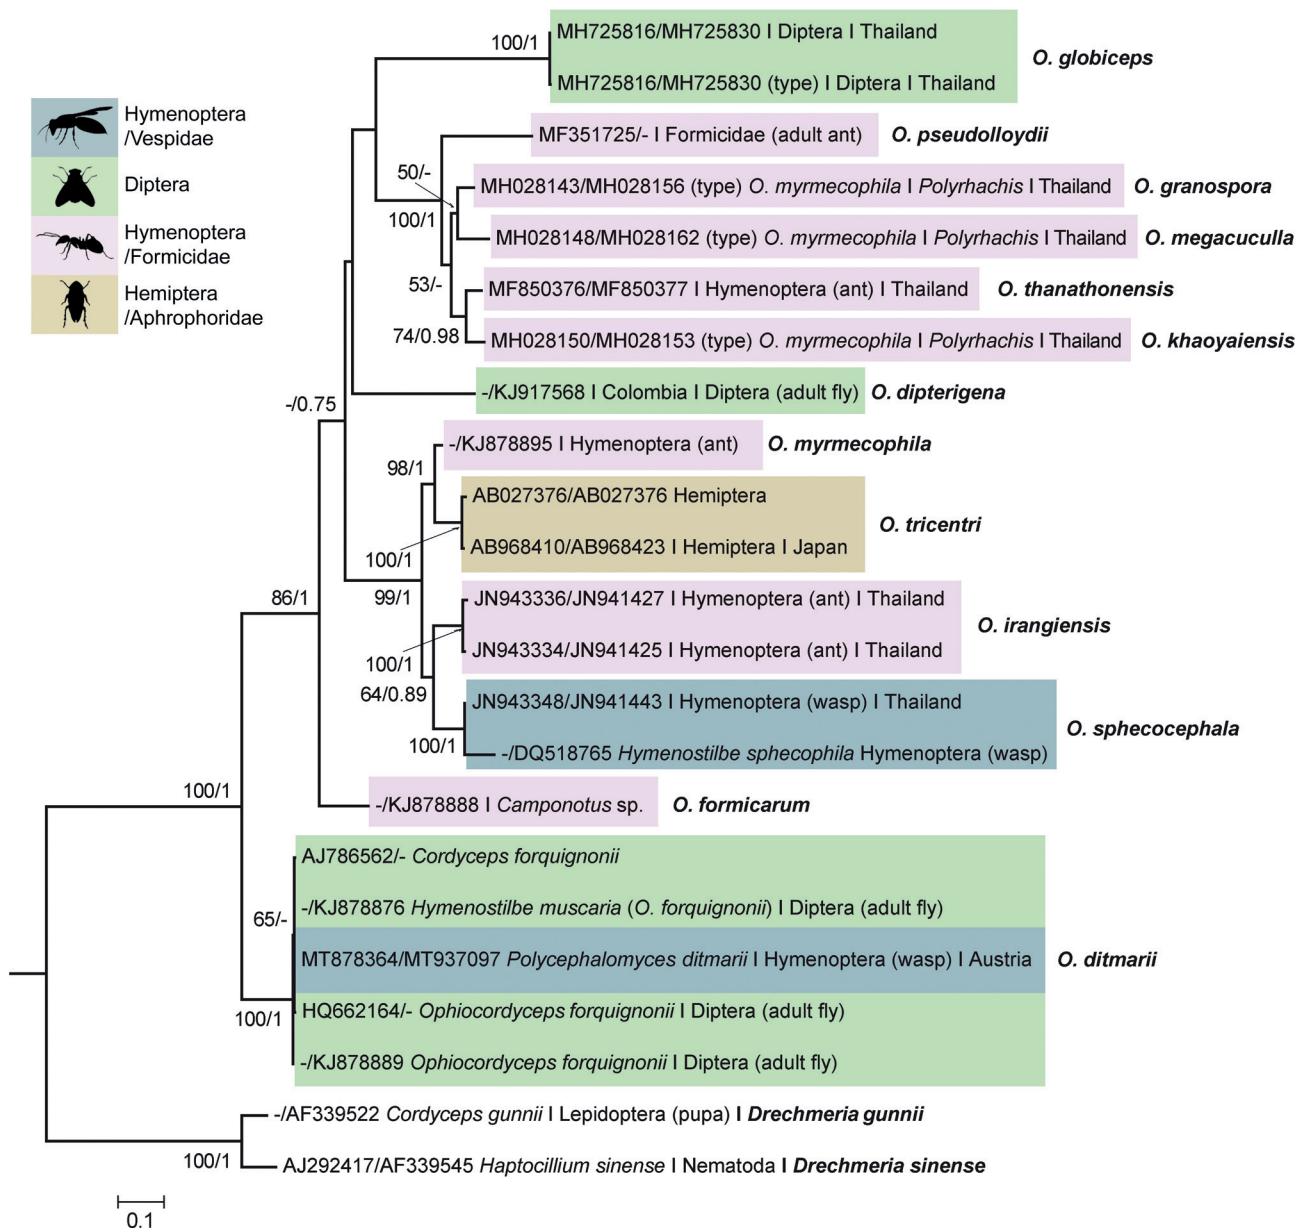 100/1
MH725816/MH725830 I Diptera I Thailand
MH725816/MH725830 (type) I Diptera I Thailand
O. globiceps
Hymenoptera
/Vespidae
Diptera
Hymenoptera
/Formicidae
Hemiptera
/Aphrophoridae
MF351725/- I Formicidae (adult ant)
O. pseudolloydii
50/-
MH028143/MH028156 (type) O. myrmecophila I Polyrhachis I Thailand
O. granospora
100/1
MH028148/MH028162 (type) O. myrmecophila I Polyrhachis I Thailand
O. megacuculla
53/-
MF850376/MF850377 I Hymenoptera (ant) I Thailand
O. thanathonensis
74/0.98
MH028150/MH028153 (type) O. myrmecophila I Polyrhachis I Thailand
O. khaoyaiensis
-/KJ917568 I Colombia I Diptera (adult fly)
O. dipterigena
-/0.75
-/KJ878895 I Hymenoptera (ant)
O. myrmecophila
98/1
AB027376/AB027376 Hemiptera
O. tricentri
AB968410/AB968423 I Hemiptera I Japan
100/1
99/1
86/1
JN943336/JN941427 I Hymenoptera (ant) I Thailand
O. irangiensis
JN943334/JN941425 I Hymenoptera (ant) I Thailand
100/1
64/0.89
JN943348/JN941443 I Hymenoptera (wasp) I Thailand
O. sphecocephala
100/1
-/DQ518765 Hymenostilbe sphecophila Hymenoptera (wasp)
100/1
-/KJ878888 I Camponotus sp.
O. formicarum
AJ786562/- Cordyceps forquignonii
65/-
-/KJ878876 Hymenostilbe muscaria (O. forquignonii) I Diptera (adult fly)
MT878364/MT937097 Polycephalomyces ditmarii I Hymenoptera (wasp) I Austria
O. ditmarii
100/1
HQ662164/- Ophiocordyceps forquignonii I Diptera (adult fly)
-/KJ878889 Ophiocordyceps forquignonii I Diptera (adult fly)
-/AF339522 Cordyceps gunnii I Lepidoptera (pupa) I Drechmeria gunnii
100/1
AJ292417/AF339545 Haptocillium sinense I Nematoda I Drechmeria sinense
0.1